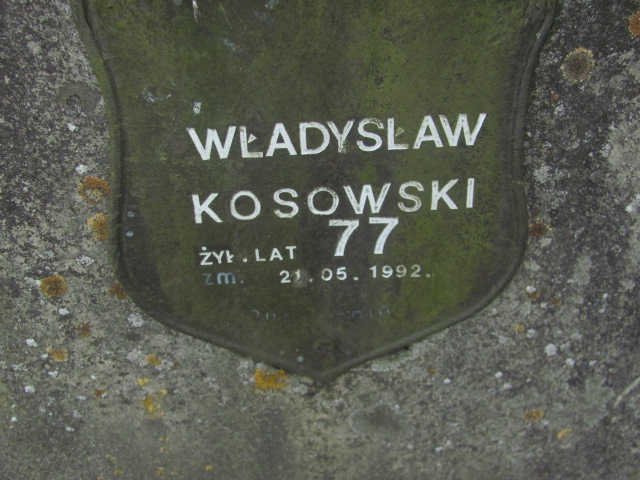 WŁADYSŁAW
KOSOWSKI
ŻYŁ. LAT 77
zm. 21.05.1992.